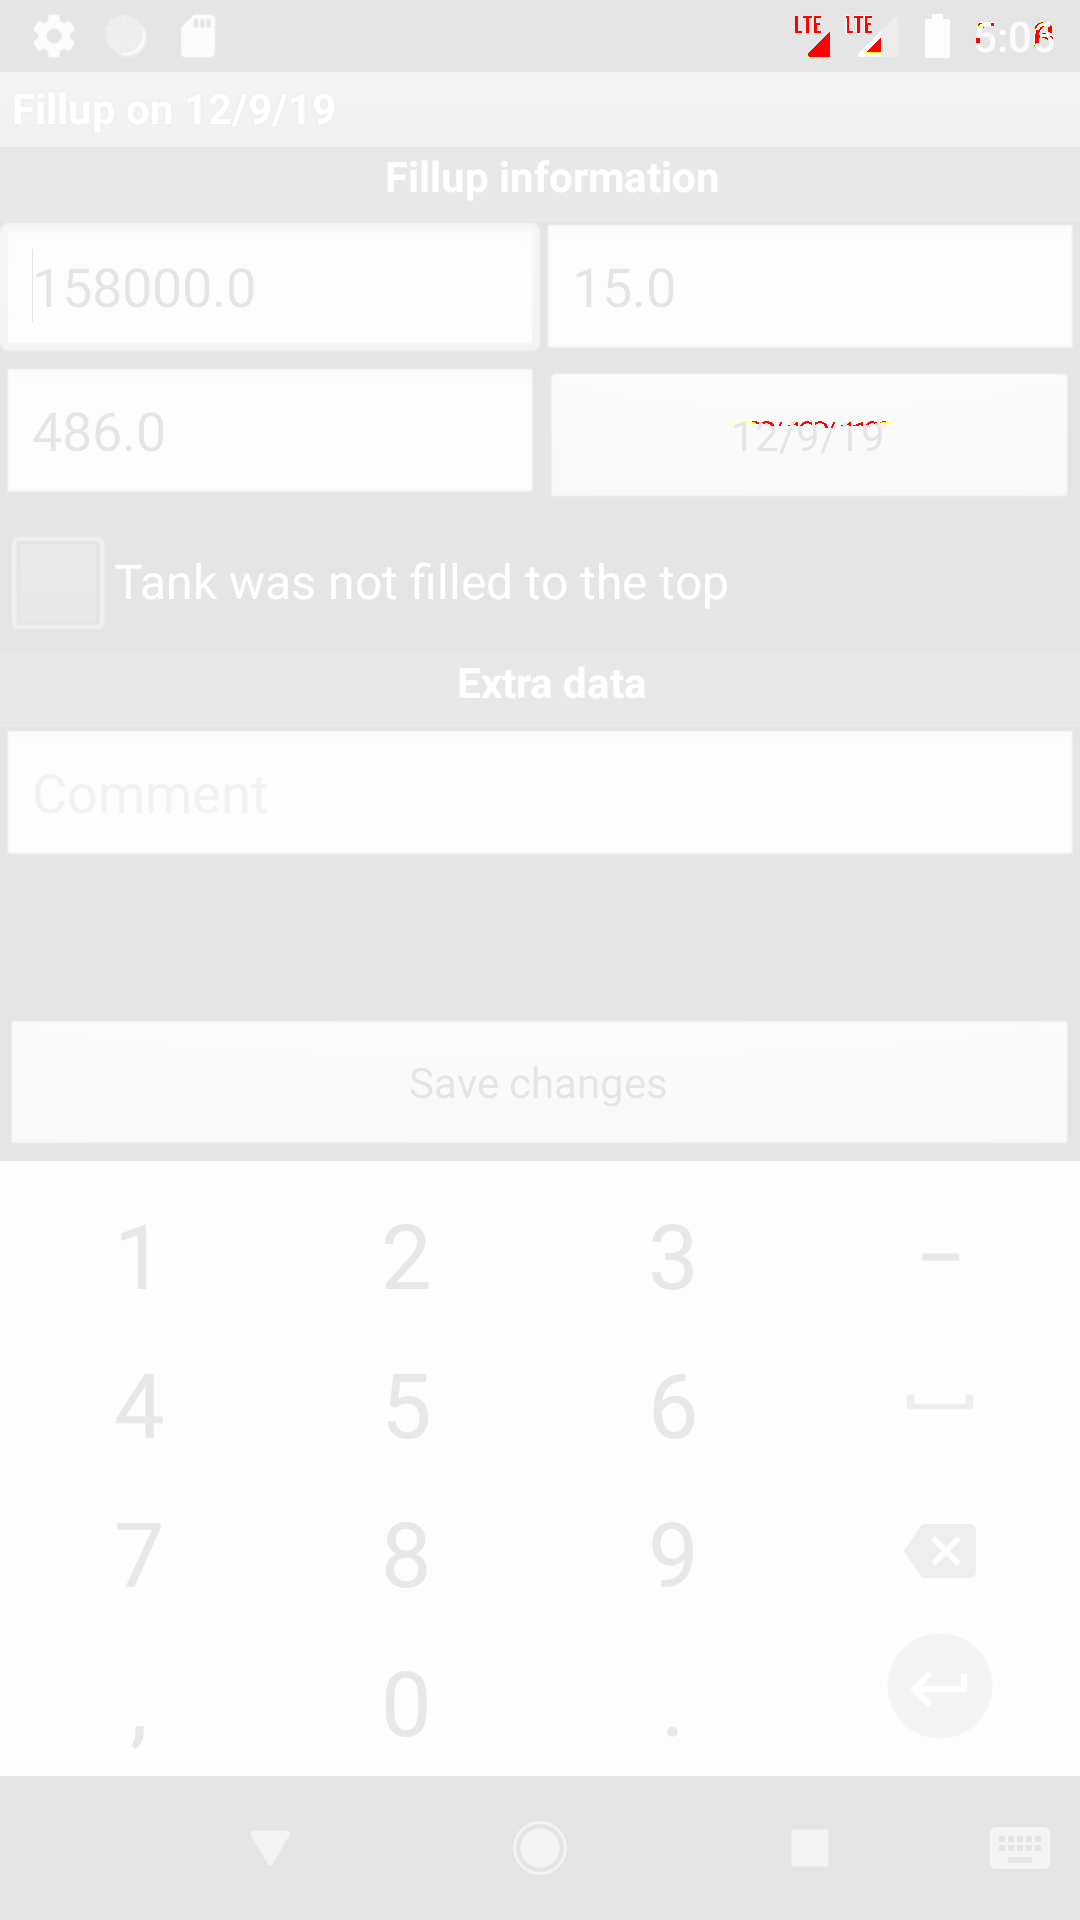 LTE LTE
Fillup on 12/9/19
Fillup information
158000.0 15.0
486.0 12/9/19
Tank was not filled to the top
Extra data
Comment
Save changes
1 2 3 –
4 5 6
7 8 9
, 0 .